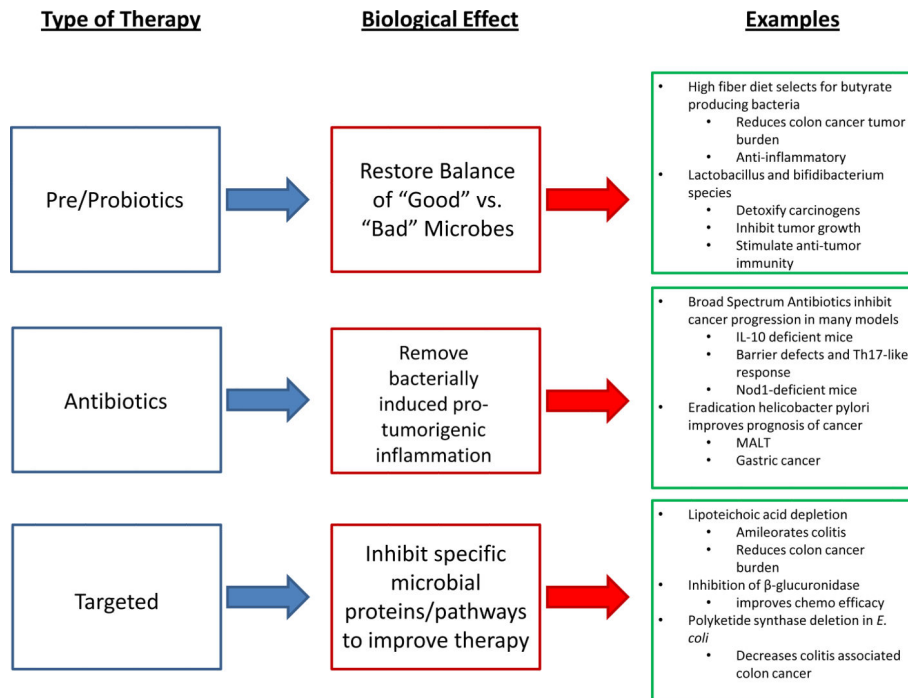 Type of Therapy
Biological Effect
Examples
Pre/Probiotics
Restore Balance
of “Good” vs.
“Bad” Microbes
• High fiber diet selects for butyrate
producing bacteria
• Reduces colon cancer tumor
burden
• Anti-inflammatory
• Lactobacillus and bifidibacterium
species
• Detoxify carcinogens
• Inhibit tumor growth
• Stimulate anti-tumor
immunity
Antibiotics
Remove
bacterially
induced pro-
tumorigenic
inflammation
• Broad Spectrum Antibiotics inhibit
cancer progression in many models
• IL-10 deficient mice
• Barrier defects and Th17-like
response
• Nod1-deficient mice
• Eradication helicobacter pylori
improves prognosis of cancer
• MALT
• Gastric cancer
Targeted
Inhibit specific
microbial
proteins/pathways
to improve therapy
• Lipoteichoic acid depletion
• Amileorates colitis
• Reduces colon cancer
burden
• Inhibition of β-glucuronidase
• improves chemo efficacy
• Polyketide synthase deletion in E.
coli
• Decreases colitis associated
colon cancer